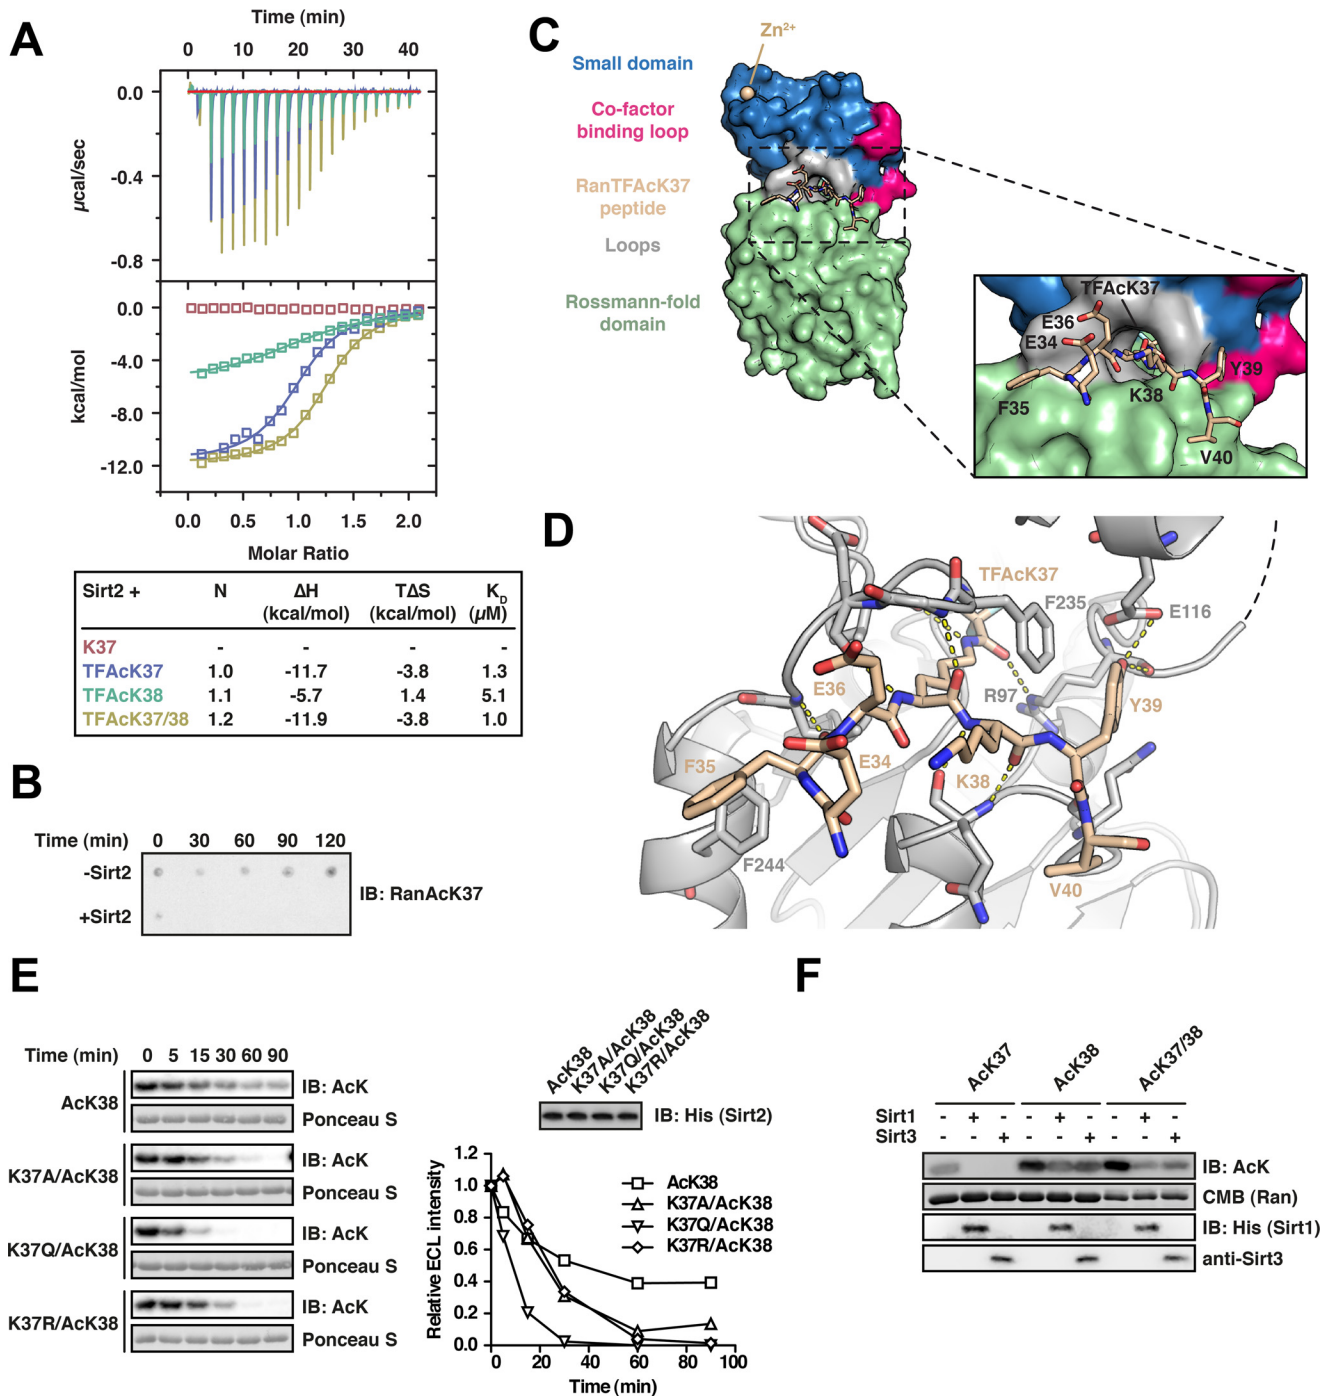 A
Time (min)
0 10 20 30 40
0.0
-0.4
-0.8
µcal/sec
0.0
-4.0
-8.0
-12.0
kcal/mol
0.0 0.5 1.0 1.5 2.0
Molar Ratio
Sirt2 + N ΔH (kcal/mol) TΔS (kcal/mol) KD (µM)
K37 - - - -
TFAcK37 1.0 -11.7 -3.8 1.3
TFAcK38 1.1 -5.7 1.4 5.1
TFAcK37/38 1.2 -11.9 -3.8 1.0
B
Time (min) 0 30 60 90 120
-Sirt2
+Sirt2
IB: RanAcK37
C
Zn2+
Small domain
Co-factor
binding loop
RanTFAcK37
peptide
Loops
Rossmann-fold
domain
TFAcK37
E36
E34
Y39
F35
K38
V40
D
TFAcK37
F235
E116
E36
R97
Y39
F35
E34
K38
F244
V40
E
Time (min) 0 5 15 30 60 90
AcK38
IB: AcK
Ponceau S
K37A/AcK38
IB: AcK
Ponceau S
K37Q/AcK38
IB: AcK
Ponceau S
K37R/AcK38
IB: AcK
Ponceau S
AcK38
K37A/AcK38
K37Q/AcK38
K37R/AcK38
IB: His (Sirt2)
1.2
1.0
0.8
0.6
0.4
0.2
0.0
Relative ECL intensity
0 20 40 60 80 100
Time (min)
AcK38
K37A/AcK38
K37Q/AcK38
K37R/AcK38
F
AcK37
AcK38
AcK37/38
Sirt1 - + - - + - - + -
Sirt3 - - + - - + - - +
IB: AcK
CMB (Ran)
IB: His (Sirt1)
anti-Sirt3